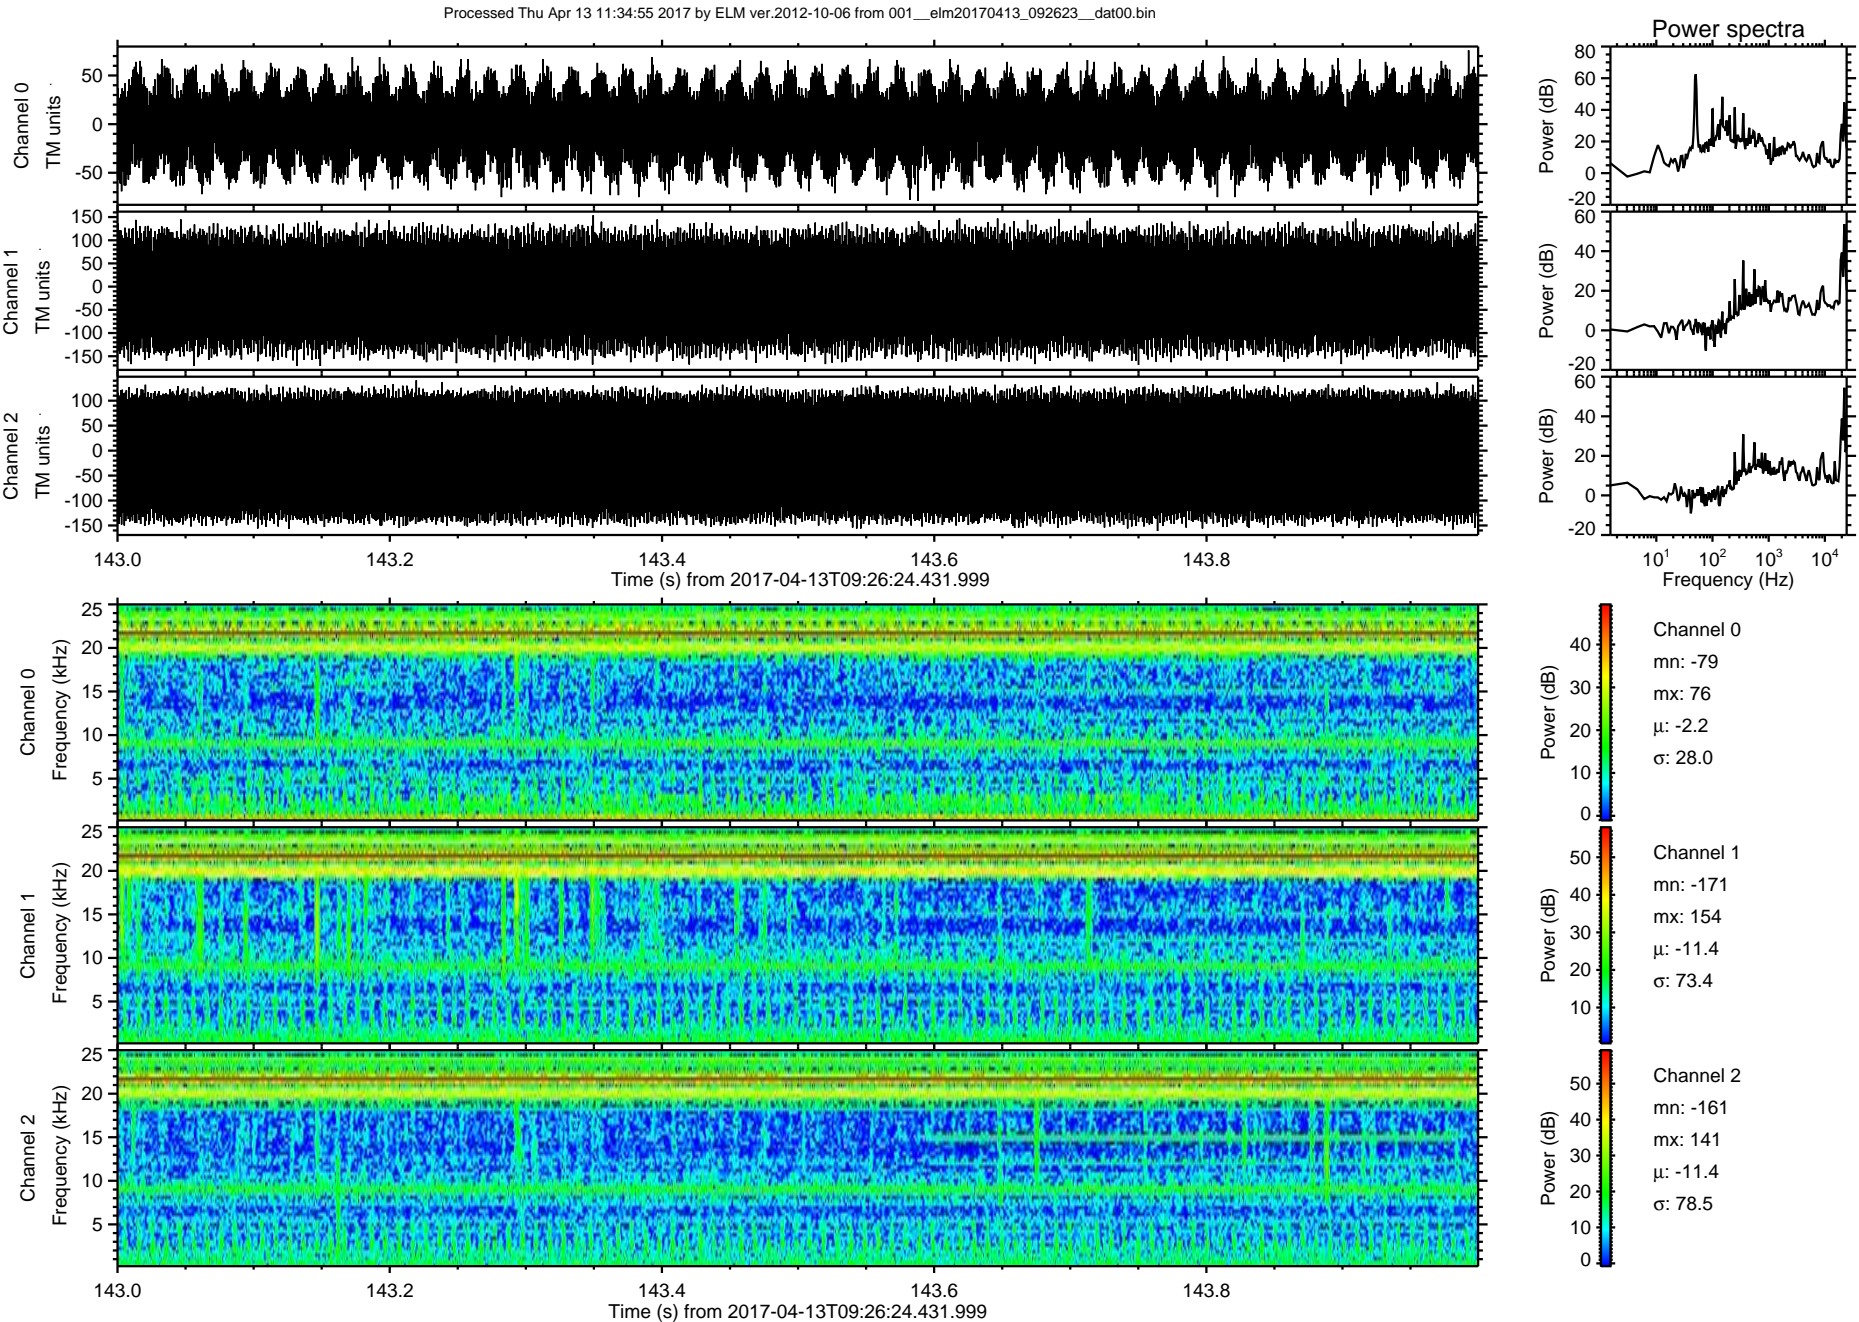 Processed Thu Apr 13 11:34:55 2017 by ELM ver.2012-10-06 from 001__elm20170413_092623__dat00.bin
Power spectra
Channel 0
TM units
50
0
-50
Power (dB)
80
60
40
20
0
-20
Channel 1
TM units
150
100
50
0
-50
-100
-150
Power (dB)
60
40
20
0
-20
Channel 2
TM units
100
50
0
-50
-100
-150
Power (dB)
60
40
20
0
-20
143.0 143.2 143.4 143.6 143.8
Time (s) from 2017-04-13T09:26:24.431.999
10^1 10^2 10^3 10^4
Frequency (Hz)
Channel 0
Frequency (kHz)
25
20
15
10
5
Power (dB)
40
30
20
10
0
Channel 0
mn: -79
mx: 76
μ: -2.2
σ: 28.0
Channel 1
Frequency (kHz)
25
20
15
10
5
Power (dB)
50
40
30
20
10
Channel 1
mn: -171
mx: 154
μ: -11.4
σ: 73.4
Channel 2
Frequency (kHz)
25
20
15
10
5
Power (dB)
50
40
30
20
10
0
Channel 2
mn: -161
mx: 141
μ: -11.4
σ: 78.5
143.0 143.2 143.4 143.6 143.8
Time (s) from 2017-04-13T09:26:24.431.999